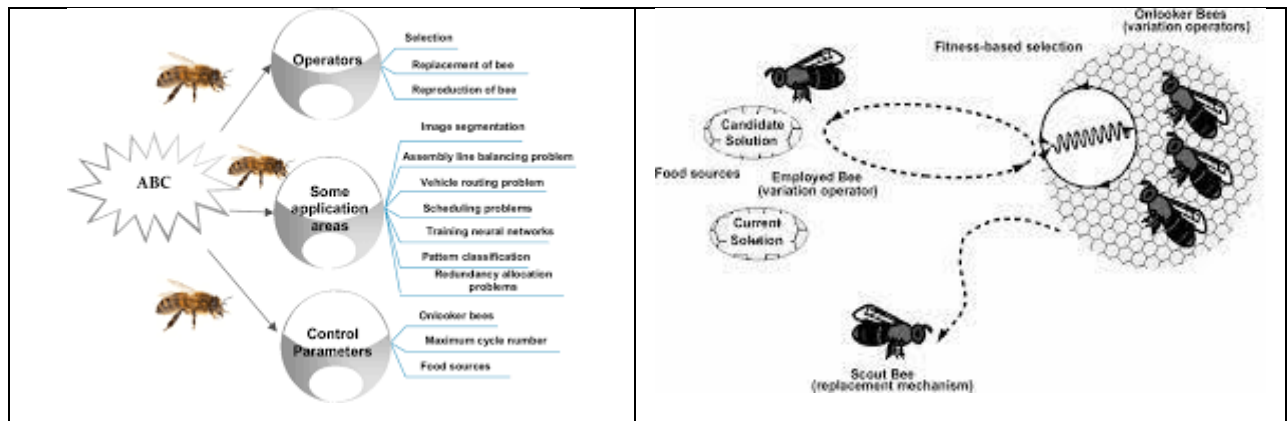 ABC
Operators
Selection
Replacement of bee
Reproduction of bee
Some
application
areas
Image segmentation
Assembly line balancing problem
Vehicle routing problem
Scheduling problems
Training neural networks
Pattern classification
Redundancy allocation
problems
Control
Parameters
Onlooker bees
Maximum cycle number
Food sources
Onlooker Bees
(variation operators)
Fitness-based selection
Candidate
Solution
Food sources
Employed Bee
(variation operator)
Current
Solution
Scout Bee
(replacement mechanism)